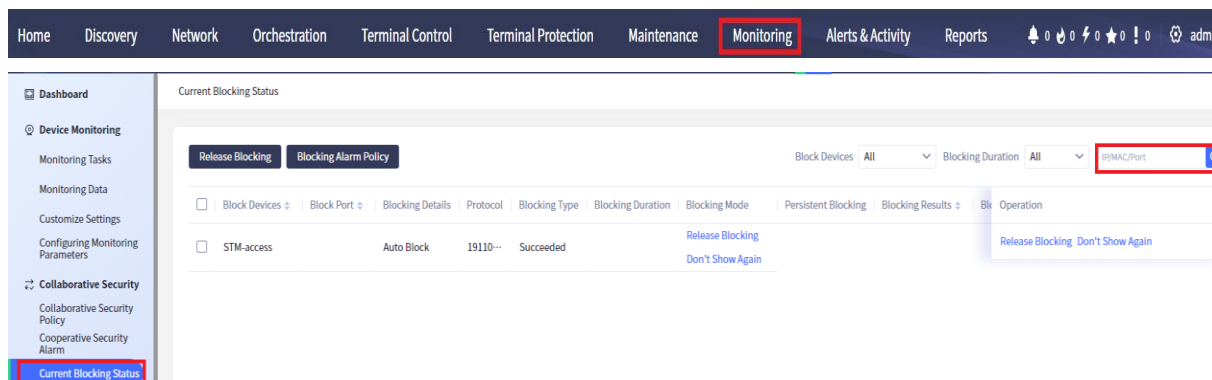 Home Discovery Network Orchestration Terminal Control Terminal Protection Maintenance Monitoring Alerts & Activity Reports 0 0 0 0 0 adm
Dashboard
Current Blocking Status
Device Monitoring
Monitoring Tasks
Monitoring Data
Customize Settings
Configuring Monitoring
Parameters
Collaborative Security
Collaborative Security
Policy
Cooperative Security
Alarm
Current Blocking Status
Release Blocking Blocking Alarm Policy Block Devices All Blocking Duration All IP/MAC/Port
Block Devices Block Port Blocking Details Protocol Blocking Type Blocking Duration Blocking Mode Persistent Blocking Blocking Results Blo Operation
STM-access Auto Block 19110··· Succeeded Release Blocking Release Blocking Don't Show Again
Don't Show Again